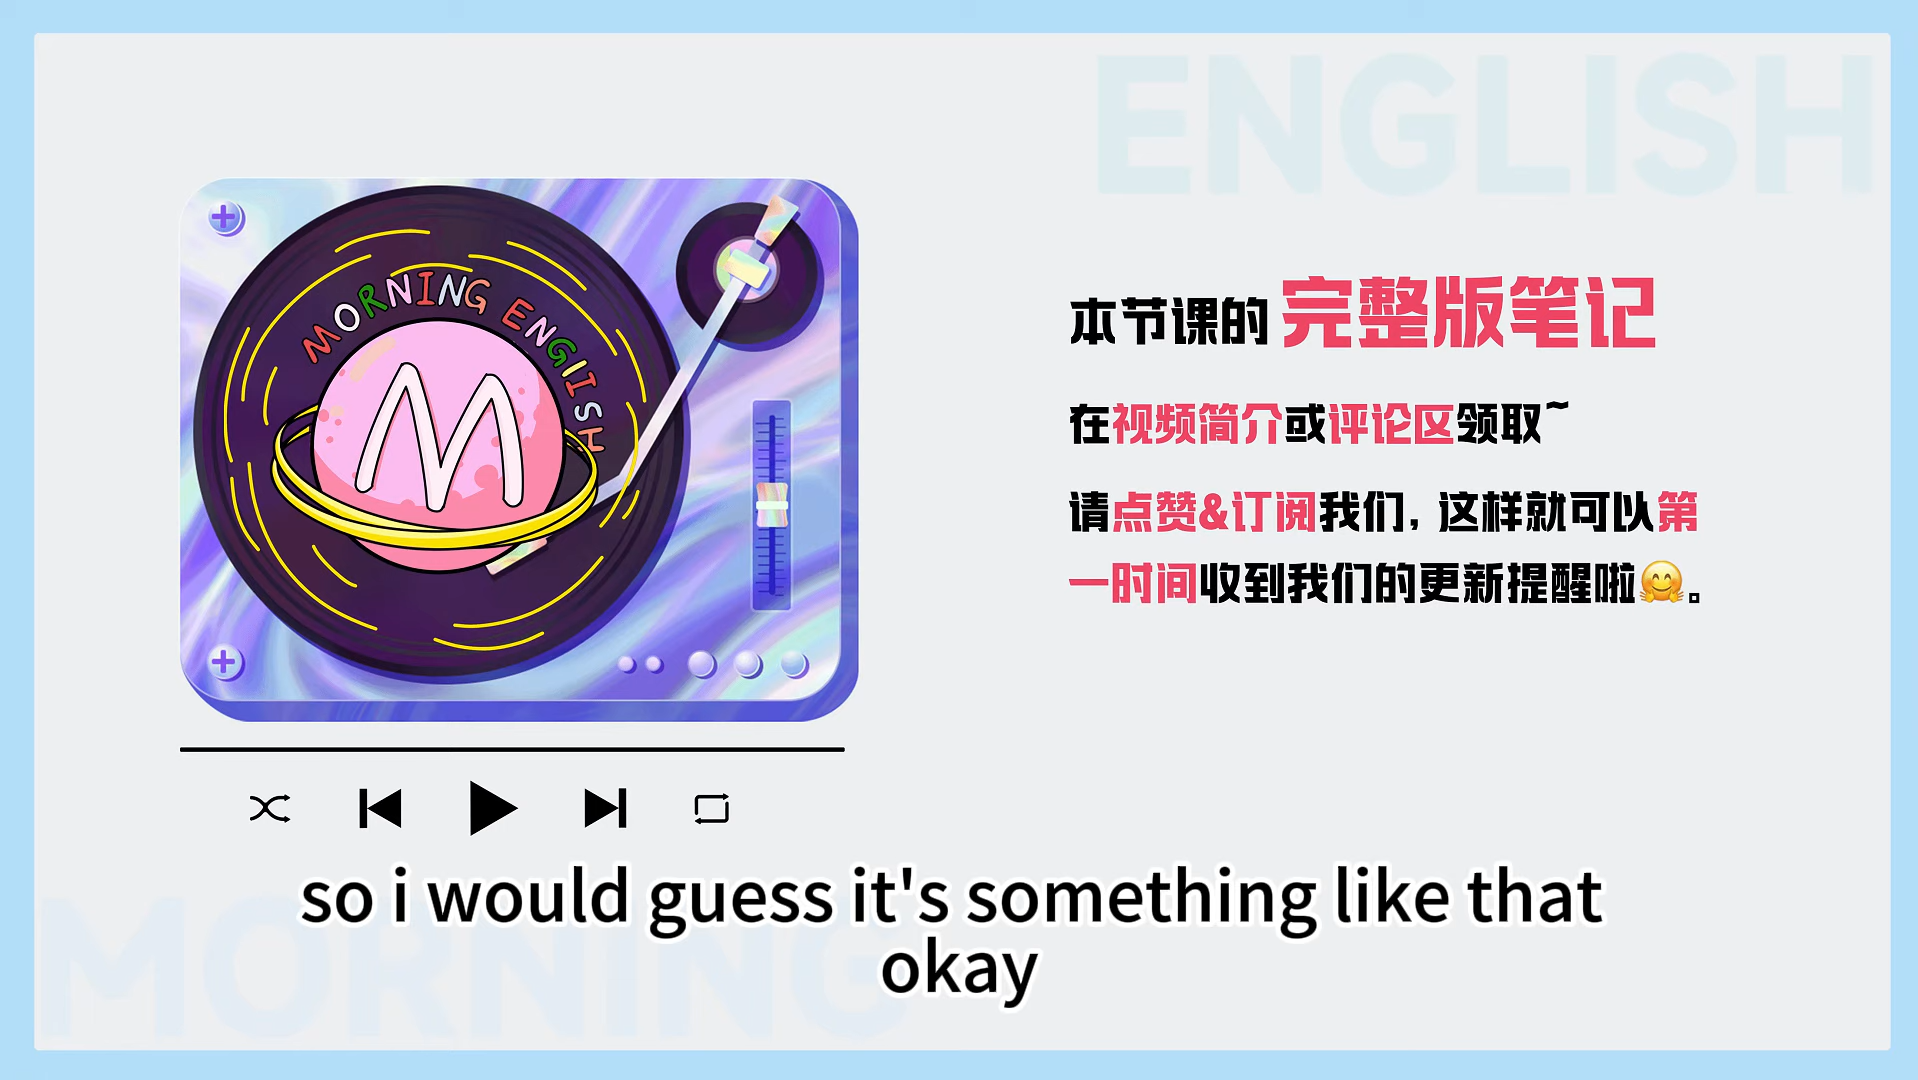 ENGLISH
MORNING ENGLISH
M
本节课的 完整版笔记
在视频简介或评论区领取~
请点赞&订阅我们，这样就可以第
一时间收到我们的更新提醒啦🤗。
so i would guess it's something like that
okay
MORNING